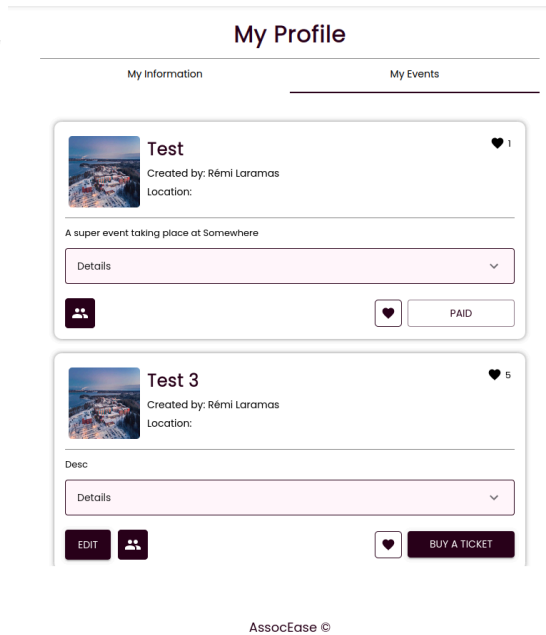 My Profile
My Information
My Events
Test
1
Created by: Rémi Laramas
Location:
A super event taking place at Somewhere
Details
PAID
Test 3
5
Created by: Rémi Laramas
Location:
Desc
Details
EDIT
BUY A TICKET
AssocEase ©